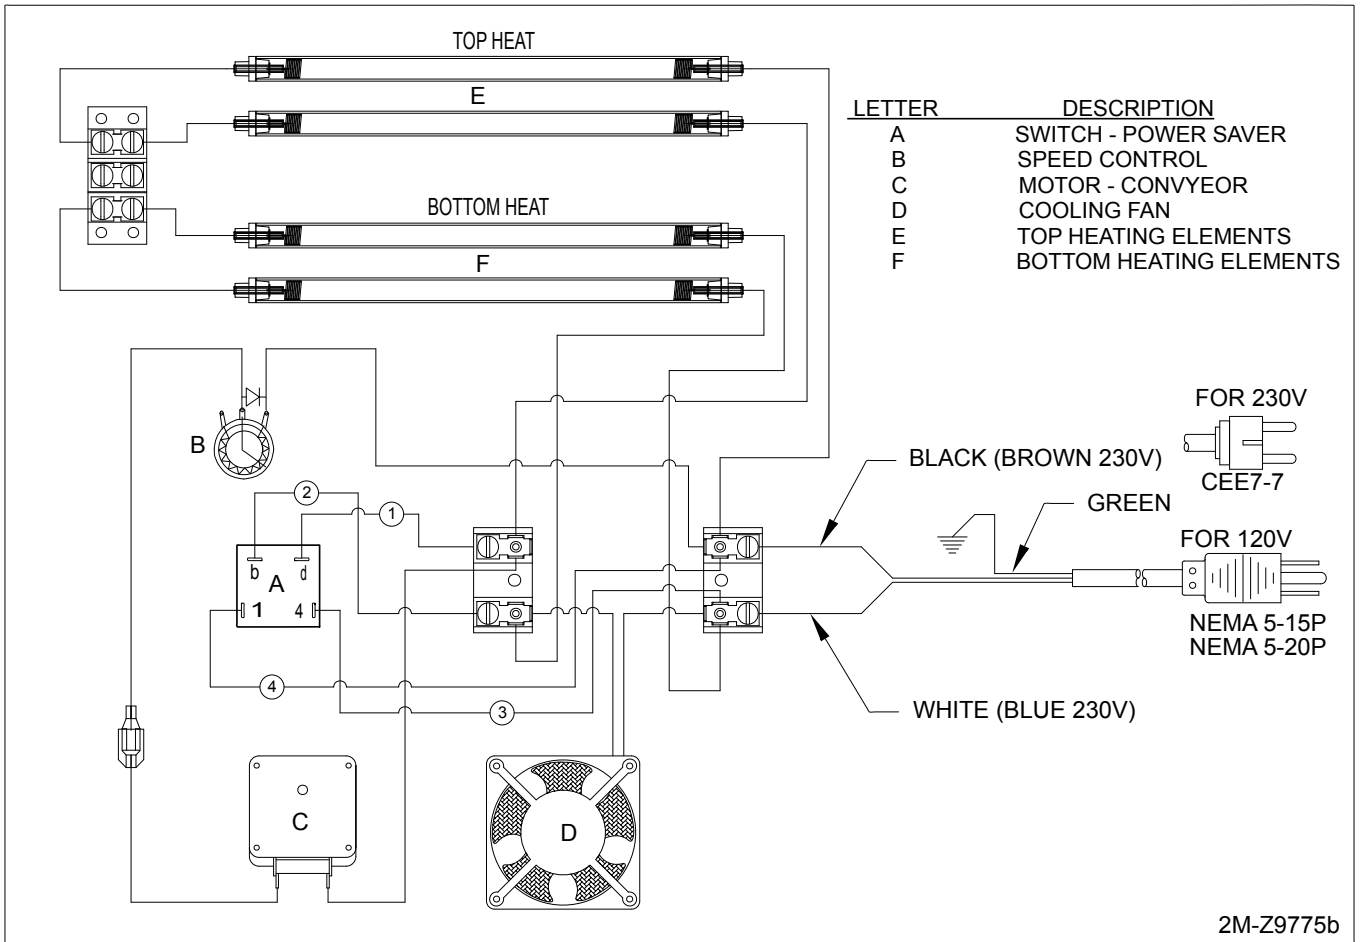 TOP HEAT
E
BOTTOM HEAT
F
LETTER DESCRIPTION
A SWITCH - POWER SAVER
B SPEED CONTROL
C MOTOR - CONVYEOR
D COOLING FAN
E TOP HEATING ELEMENTS
F BOTTOM HEATING ELEMENTS
B
2
1
b d
A
1 4
4
3
C
D
BLACK (BROWN 230V)
GREEN
WHITE (BLUE 230V)
FOR 230V
CEE7-7
FOR 120V
NEMA 5-15P
NEMA 5-20P
2M-Z9775b